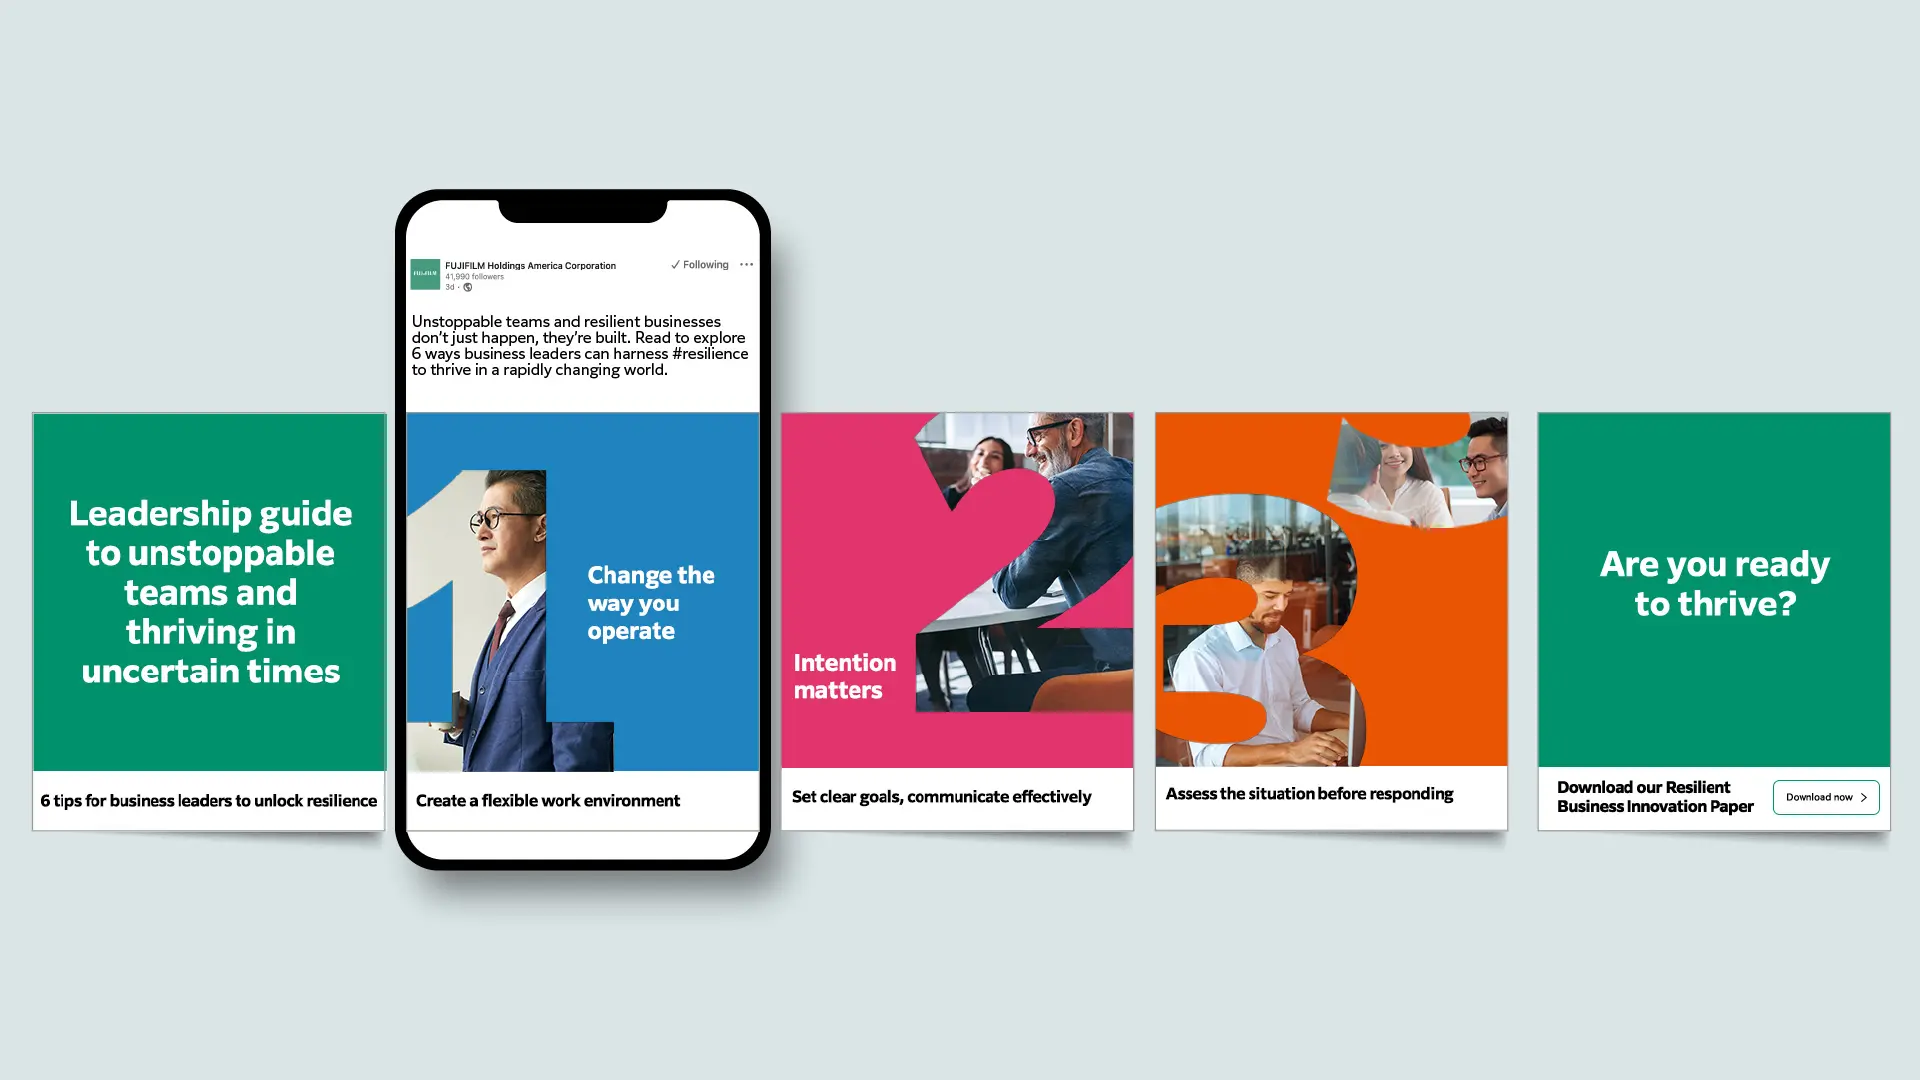 Leadership guide
to unstoppable
teams and
thriving in
uncertain times
6 tips for business leaders to unlock resilience
FUJIFILM
FUJIFILM Holdings America Corporation
41,990 followers
3d ·
✓ Following ···
Unstoppable teams and resilient businesses
don’t just happen, they’re built. Read to explore
6 ways business leaders can harness #resilience
to thrive in a rapidly changing world.
1
Change the
way you
operate
Create a flexible work environment
2
Intention
matters
Set clear goals, communicate effectively
3
Assess the situation before responding
Are you ready
to thrive?
Download our Resilient
Business Innovation Paper
Download now >